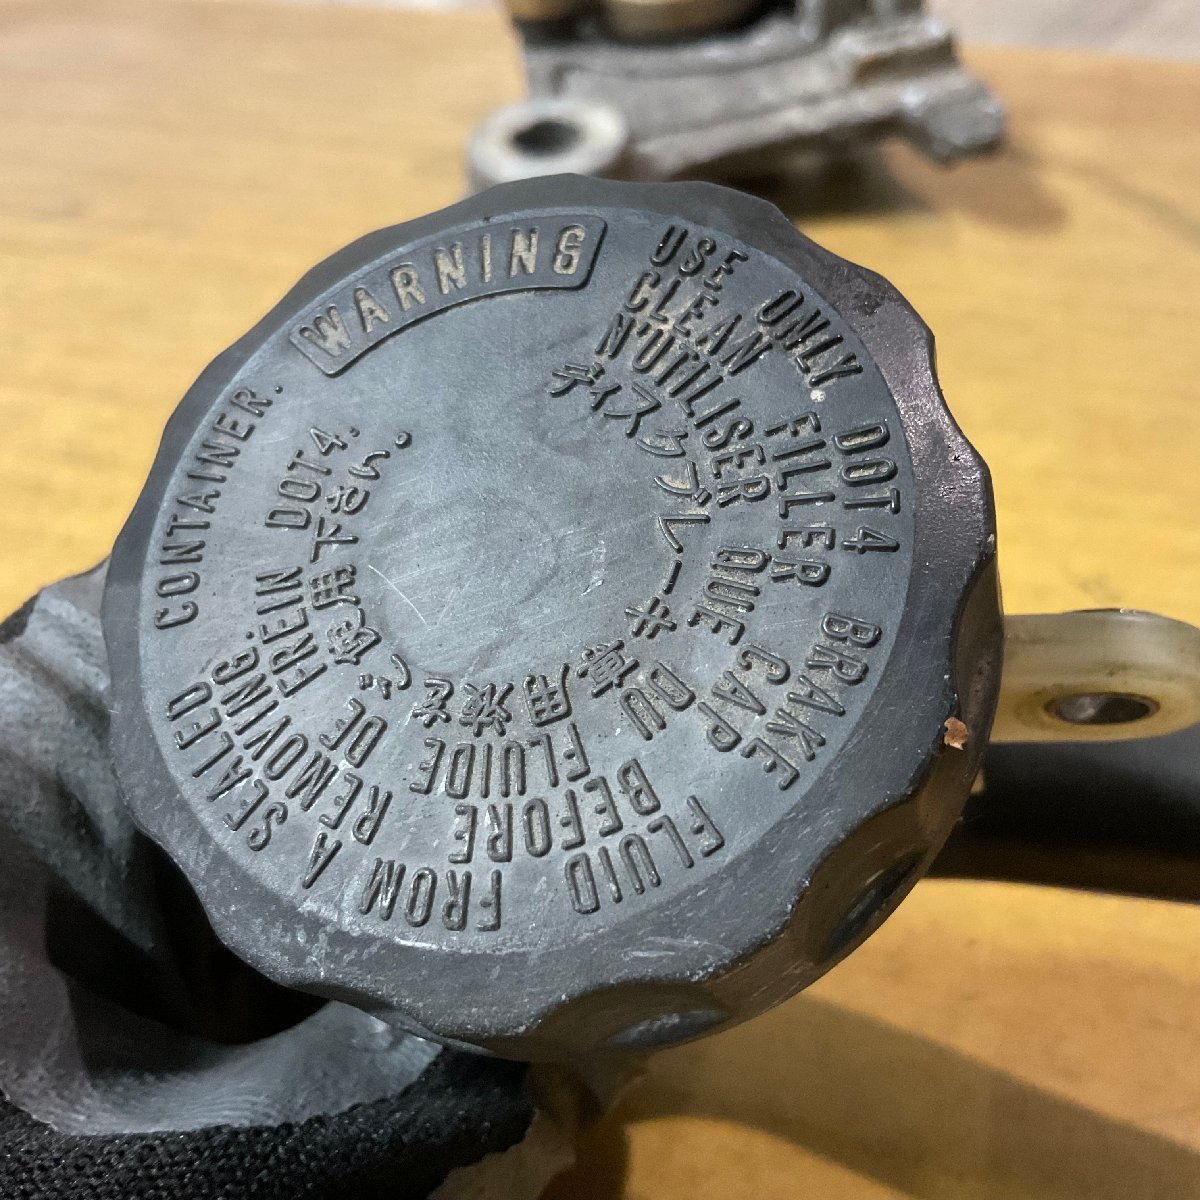 WARNING
USE ONLY DOT4 BRAKE FLUID FROM A SEALED CONTAINER.
CLEAN FILLER CAP BEFORE REMOVING.
N'UTILISER QUE DU FLUIDE DE FREIN DOT4.
ディスクブレーキ専用液をご使用下さい。